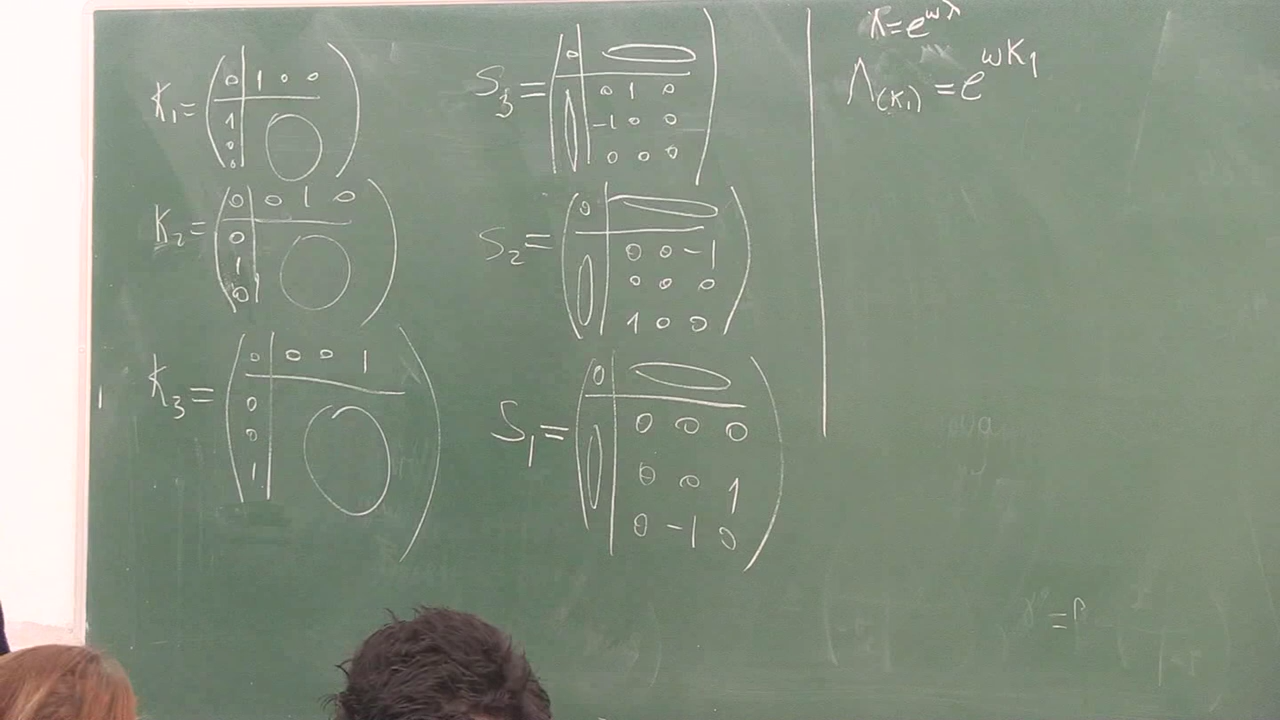 K₁ = ( 0 | 1 0 0
1 | 0
0
0 )
K₂ = ( 0 | 0 1 0
0 | 0
1
0 )
K₃ = ( 0 | 0 0 1
0 | 0
0
1 )
S₃ = ( 0 | 0
0 | 0 1 0
-1 0 0
0 0 0 )
S₂ = ( 0 | 0
0 | 0 0 -1
0 0 0
1 0 0 )
S₁ = ( 0 | 0
0 | 0 0 0
0 0 1
0 -1 0 )
Λ = e^{ωλ}
Λ_{(K₁)} = e^{ωK₁}